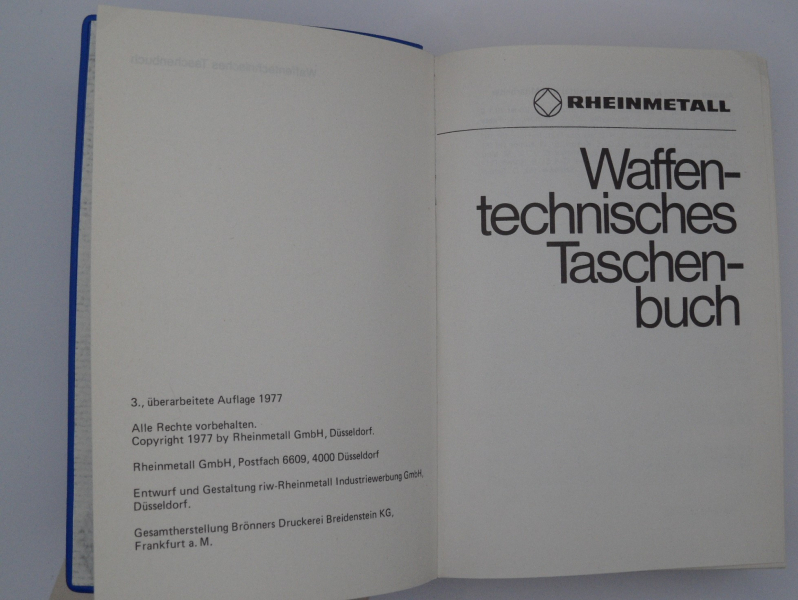 3., überarbeitete Auflage 1977
Alle Rechte vorbehalten.
Copyright 1977 by Rheinmetall GmbH, Düsseldorf.
Rheinmetall GmbH, Postfach 6609, 4000 Düsseldorf
Entwurf und Gestaltung riw-Rheinmetall Industriewerbung GmbH,
Düsseldorf.
Gesamtherstellung Brönners Druckerei Breidenstein KG,
Frankfurt a. M.
RHEINMETALL
Waffen-
technisches
Taschen-
buch